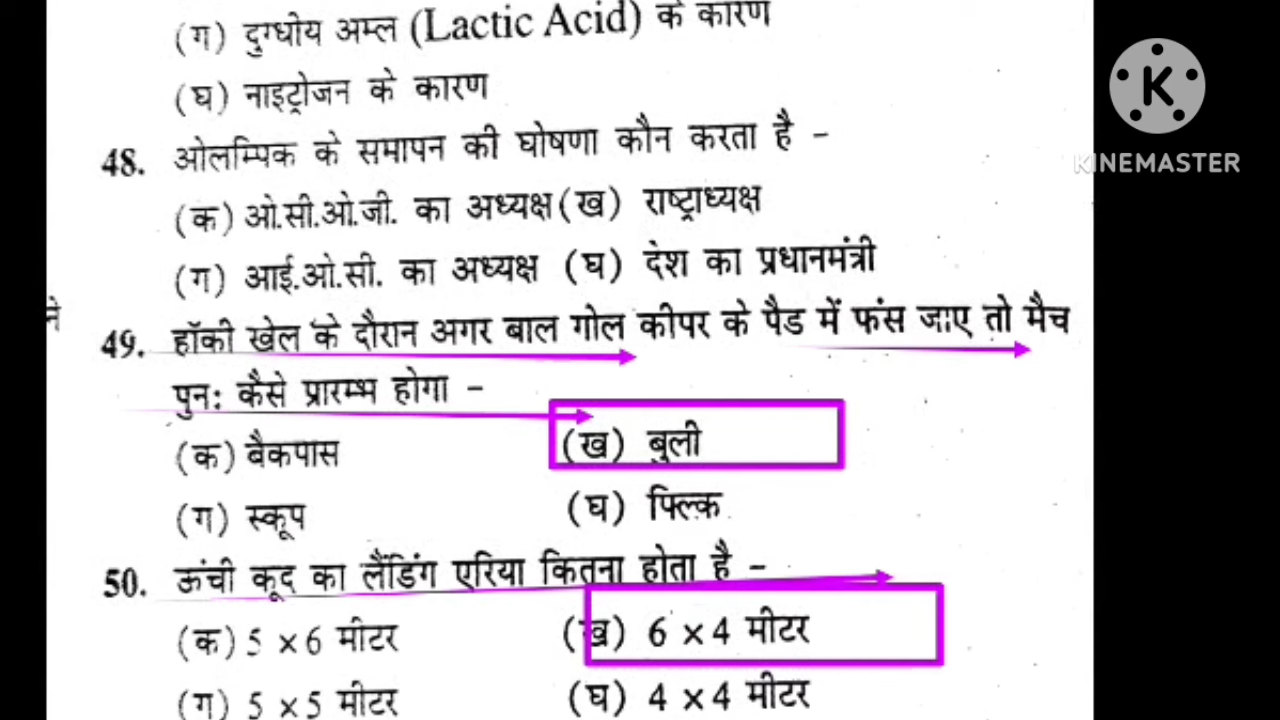 (ग) दुग्धोय अम्ल (Lactic Acid) के कारण
(घ) नाइट्रोजन के कारण
48. ओलम्पिक के समापन की घोषणा कौन करता है -
(क) ओ.सी.ओ.जी. का अध्यक्ष (ख) राष्ट्राध्यक्ष
(ग) आई.ओ.सी. का अध्यक्ष (घ) देश का प्रधानमंत्री
49. हॉकी खेल के दौरान अगर बाल गोल कीपर के पैड में फंस जाए तो मैच
पुनः कैसे प्रारम्भ होगा -
(क) बैकपास (ख) बुली
(ग) स्कूप (घ) फ्लिक
50. ऊंची कूद का लैंडिंग एरिया कितना होता है -
(क) 5 × 6 मीटर (ख) 6 × 4 मीटर
(ग) 5 × 5 मीटर (घ) 4 × 4 मीटर
K
KINEMASTER